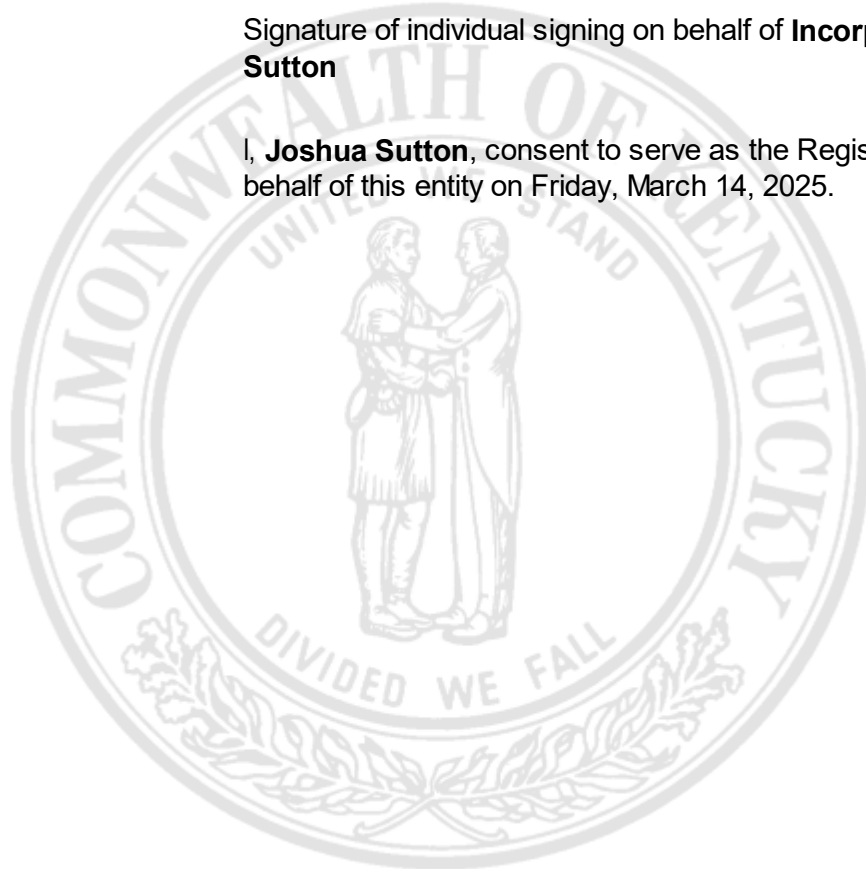 Signature of individual signing on behalf of Incorp
Sutton
I, Joshua Sutton, consent to serve as the Regis
behalf of this entity on Friday, March 14, 2025.
COMMONWEALTH OF KENTUCKY
UNITED WE STAND
DIVIDED WE FALL